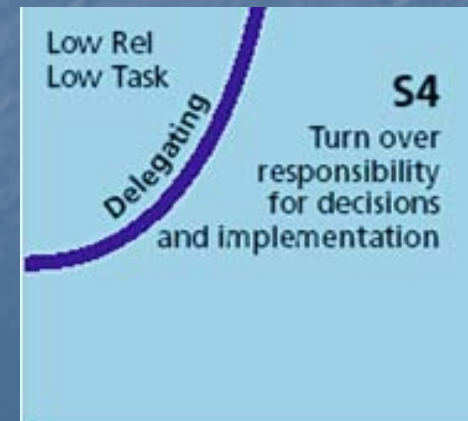 Low Rel
Low Task
Delegating
S4
Turn over
responsibility
for decisions
and implementation